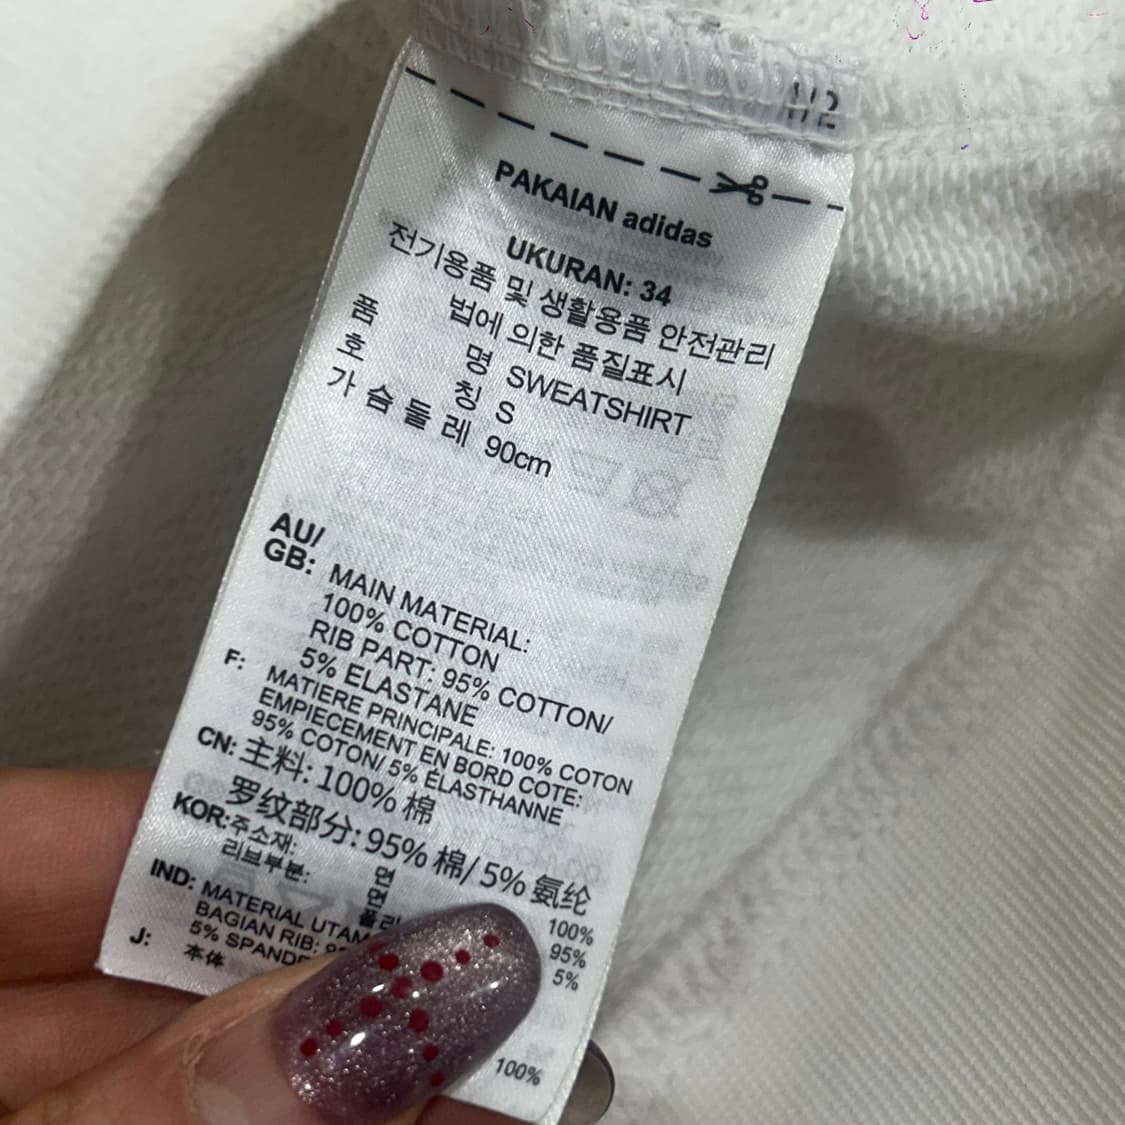 1/2
PAKAIAN adidas
UKURAN: 34
전기용품 및 생활용품 안전관리
법에 의한 품질표시
품 명 SWEATSHIRT
호 칭 S
가 슴 둘 레 90cm
AU/
GB: MAIN MATERIAL:
100% COTTON
RIB PART: 95% COTTON/
5% ELASTANE
F: MATIERE PRINCIPALE: 100% COTON
EMPIECEMENT EN BORD COTE:
95% COTON/ 5% ÉLASTHANNE
CN: 主料: 100% 棉
罗纹部分: 95% 棉/ 5% 氨纶
KOR: 주소재: 면 100%
리브부분: 면 95%
5%
IND: MATERIAL UTAM
BAGIAN RIB:
5% SPANDE
J: 本体 100%